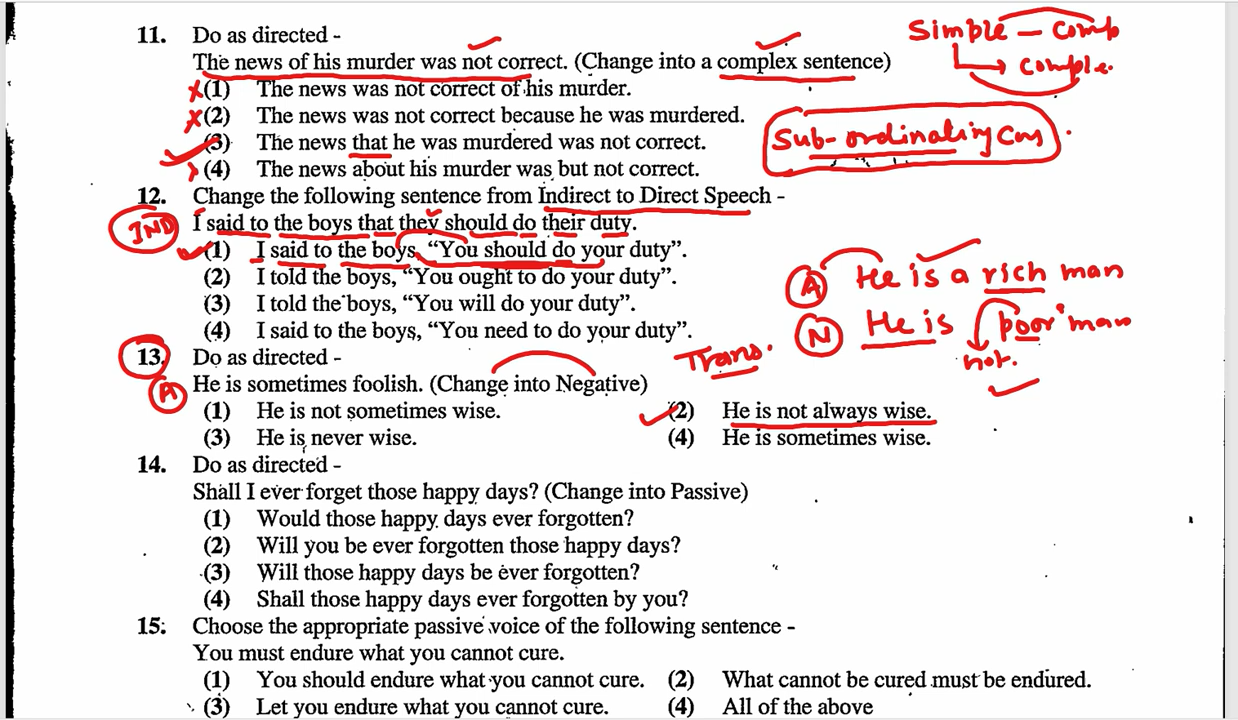 11. Do as directed -
The news of his murder was not correct. (Change into a complex sentence)
(1) The news was not correct of his murder.
(2) The news was not correct because he was murdered.
(3) The news that he was murdered was not correct.
(4) The news about his murder was but not correct.
Simple - comp
comple.
Sub-ordinating Con
12. Change the following sentence from Indirect to Direct Speech -
IND
I said to the boys that they should do their duty.
(1) I said to the boys, “You should do your duty”.
(2) I told the boys, “You ought to do your duty”.
(3) I told the boys, “You will do your duty”.
(4) I said to the boys, “You need to do your duty”.
A He is a rich man
N He is poor man
not.
Trans.
13. Do as directed -
A He is sometimes foolish. (Change into Negative)
(1) He is not sometimes wise. (2) He is not always wise.
(3) He is never wise. (4) He is sometimes wise.
14. Do as directed -
Shall I ever forget those happy days? (Change into Passive)
(1) Would those happy days ever forgotten?
(2) Will you be ever forgotten those happy days?
(3) Will those happy days be ever forgotten?
(4) Shall those happy days ever forgotten by you?
15. Choose the appropriate passive voice of the following sentence -
You must endure what you cannot cure.
(1) You should endure what you cannot cure. (2) What cannot be cured must be endured.
(3) Let you endure what you cannot cure. (4) All of the above